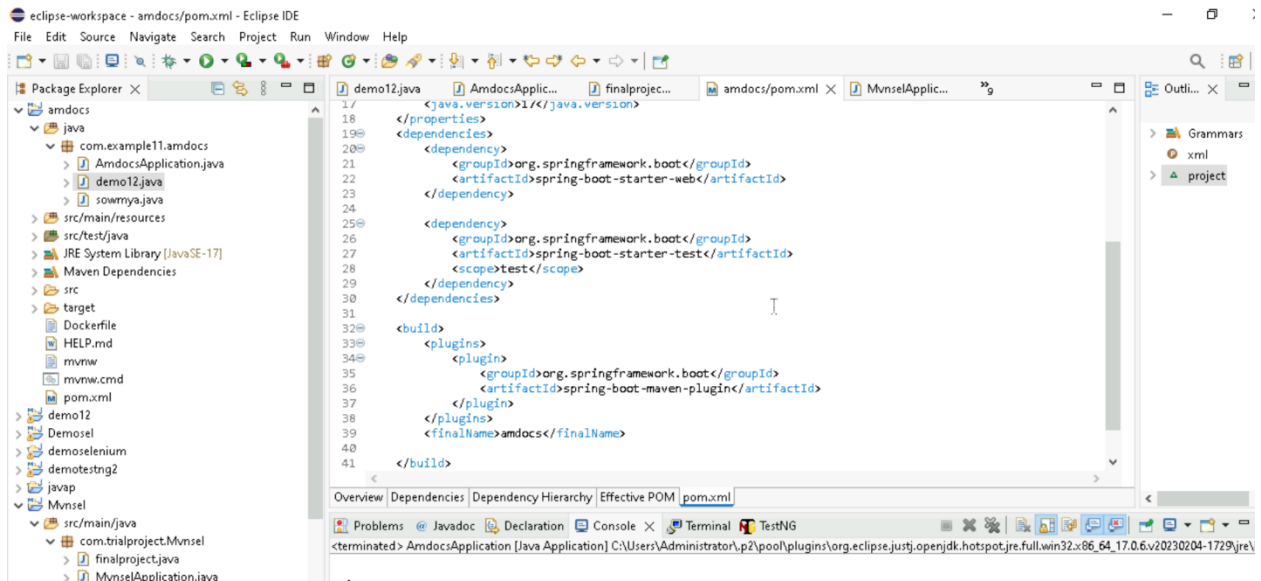 eclipse-workspace - amdocs/pom.xml - Eclipse IDE
File Edit Source Navigate Search Project Run Window Help
Package Explorer
amdocs
java
com.example11.amdocs
AmdocsApplication.java
demo12.java
sowmya.java
src/main/resources
src/test/java
JRE System Library [JavaSE-17]
Maven Dependencies
src
target
Dockerfile
HELP.md
mvnw
mvnw.cmd
pom.xml
demo12
Demosel
demoselenium
demotestng2
javap
Mvnsel
src/main/java
com.trialproject.Mvnsel
finalproject.java
MvnselApplication.java
demo12.java AmdocsApplic... finalprojec... amdocs/pom.xml MvnselApplic... 9
17 <java.version>17</java.version>
18 </properties>
19 <dependencies>
20 <dependency>
21 <groupId>org.springframework.boot</groupId>
22 <artifactId>spring-boot-starter-web</artifactId>
23 </dependency>
24
25 <dependency>
26 <groupId>org.springframework.boot</groupId>
27 <artifactId>spring-boot-starter-test</artifactId>
28 <scope>test</scope>
29 </dependency>
30 </dependencies>
31
32 <build>
33 <plugins>
34 <plugin>
35 <groupId>org.springframework.boot</groupId>
36 <artifactId>spring-boot-maven-plugin</artifactId>
37 </plugin>
38 </plugins>
39 <finalName>amdocs</finalName>
40
41 </build>
Overview Dependencies Dependency Hierarchy Effective POM pom.xml
Problems Javadoc Declaration Console Terminal TestNG
<terminated> AmdocsApplication [Java Application] C:\Users\Administrator\.p2\pool\plugins\org.eclipse.justj.openjdk.hotspot.jre.full.win32.x86_64_17.0.6.v20230204-1729\jre\
Outli...
Grammars
xml
project